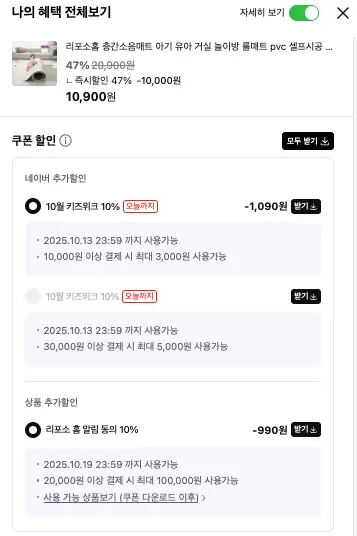 나의 혜택 전체보기
자세히 보기
리포소홈 층간소음매트 아기 유아 거실 놀이방 롤매트 pvc 셀프시공 ...
47% 20,900원
ㄴ즉시할인 47% -10,000원
10,900원
쿠폰 할인
모두 받기
네이버 추가할인
10월 키즈위크 10% 오늘까지
-1,090원 받기
· 2025.10.13 23:59 까지 사용가능
· 10,000원 이상 결제 시 최대 3,000원 사용가능
10월 키즈위크 10% 오늘까지
받기
· 2025.10.13 23:59 까지 사용가능
· 30,000원 이상 결제 시 최대 5,000원 사용가능
상품 추가할인
리포소 홈 알림 동의 10%
-990원 받기
· 2025.10.19 23:59 까지 사용가능
· 20,000원 이상 결제 시 최대 100,000원 사용가능
· 사용 가능 상품보기 (쿠폰 다운로드 이후) >